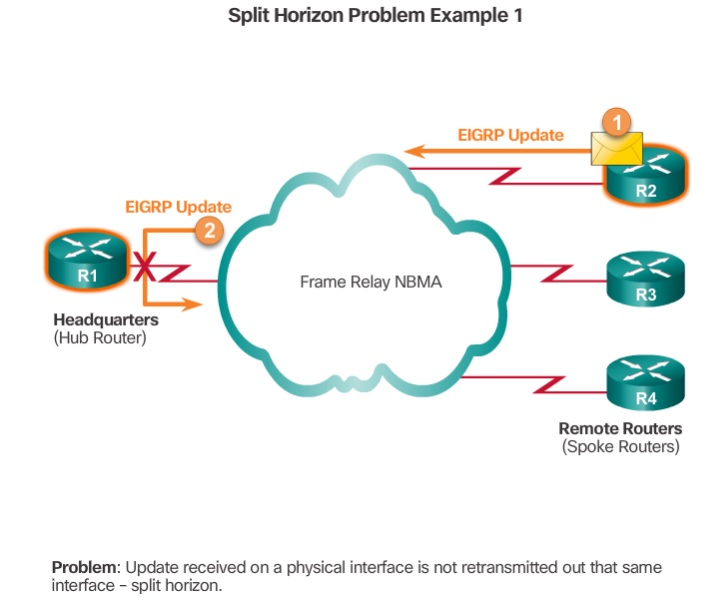 Split Horizon Problem Example 1
1
EIGRP Update
R2
EIGRP Update
2
R1
Frame Relay NBMA
R3
Headquarters
(Hub Router)
R4
Remote Routers
(Spoke Routers)
Problem: Update received on a physical interface is not retransmitted out that same
interface – split horizon.